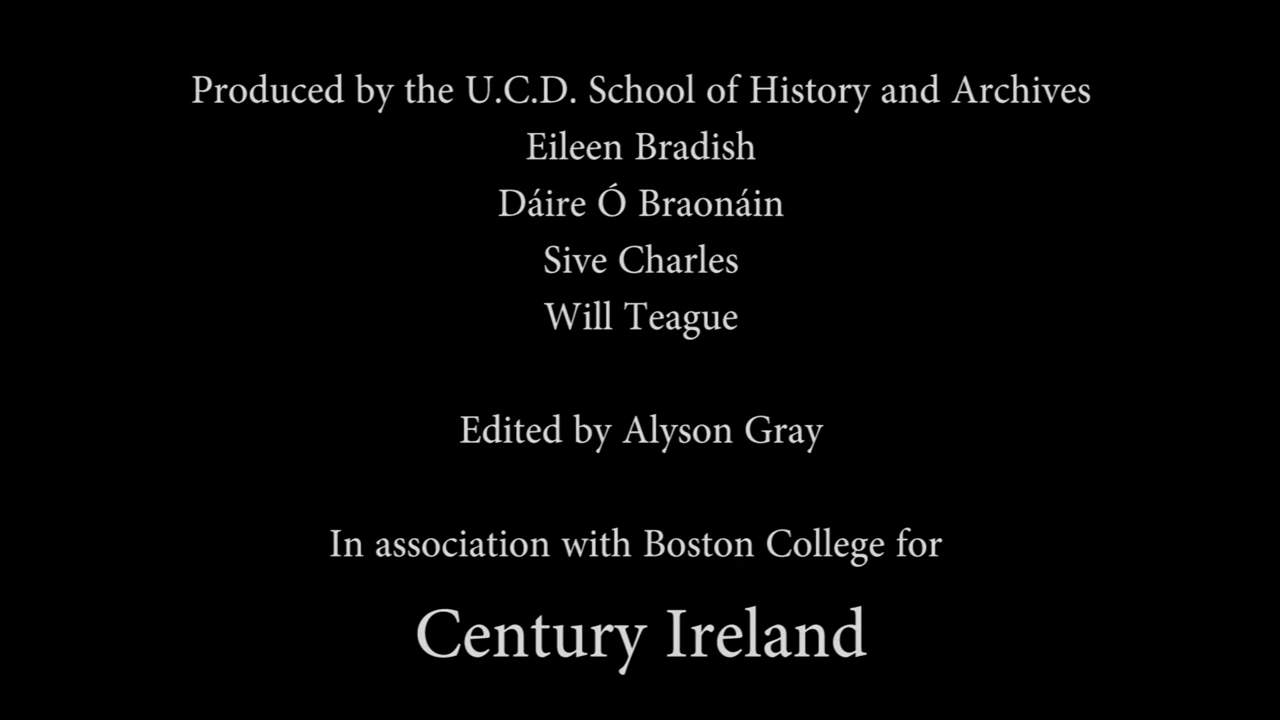 Produced by the U.C.D. School of History and Archives
Eileen Bradish
Dáire Ó Braonáin
Sive Charles
Will Teague
Edited by Alyson Gray
In association with Boston College for
Century Ireland